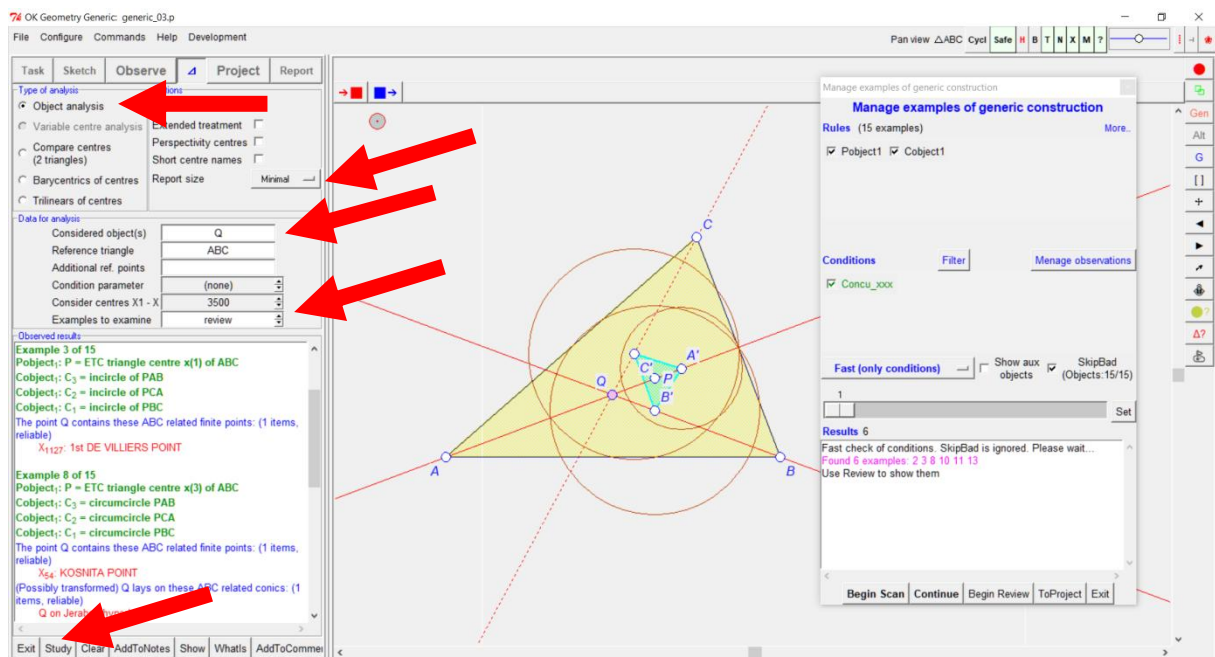 OK Geometry Generic: generic_03.p
File Configure Commands Help Development
Pan view △ABC Cycl Safe H B T N X M ?
Task Sketch Observe Project Report
Type of analysis
Object analysis
Variable centre analysis
Extended treatment
Compare centres
(2 triangles)
Perspectivity centres
Short centre names
Barycentrics of centres
Report size Minimal
Trilinears of centres
Data for analysis
Considered object(s) Q
Reference triangle ABC
Additional ref. points
Condition parameter (none)
Consider centres X1 - X 3500
Examples to examine review
Observed results
Example 3 of 15
Pobject₁: P = ETC triangle centre x(1) of ABC
Cobject₁: C₃ = incircle of PAB
Cobject₁: C₂ = incircle of PCA
Cobject₁: C₁ = incircle of PBC
The point Q contains these ABC related finite points: (1 items,
reliable)
X₁₁₂₇: 1st DE VILLIERS POINT
Example 8 of 15
Pobject₁: P = ETC triangle centre x(3) of ABC
Cobject₁: C₃ = circumcircle PAB
Cobject₁: C₂ = circumcircle PCA
Cobject₁: C₁ = circumcircle PBC
The point Q contains these ABC related finite points: (1 items,
reliable)
X₅₄: KOSNITA POINT
(Possibly transformed) Q lays on these ABC related conics: (1
items, reliable)
Q on
Exit Study Clear AddToNotes Show WhatIs AddToComme
C
A'
C'
P
Q
B'
A
B
Manage examples of generic construction
Manage examples of generic construction
Rules (15 examples) More..
Pobject1 Cobject1
Conditions Filter Menage observations
Concu_xxx
Fast (only conditions)
Show aux
objects
SkipBad
(Objects:15/15)
1
Set
Results 6
Fast check of conditions. SkipBad is ignored. Please wait...
Found 6 examples: 2 3 8 10 11 13
Use Review to show them
Begin Scan Continue Begin Review ToProject Exit
Gen
Alt
G
[ ]
+
?
Δ?